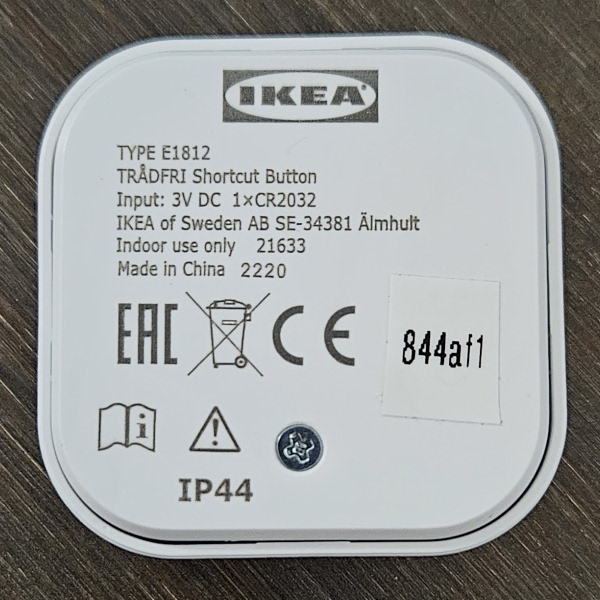 IKEA
TYPE E1812
TRÅDFRI Shortcut Button
Input: 3V DC 1×CR2032
IKEA of Sweden AB SE-34381 Älmhult
Indoor use only 21633
Made in China 2220
EAC CE
844af1
i
!
IP44